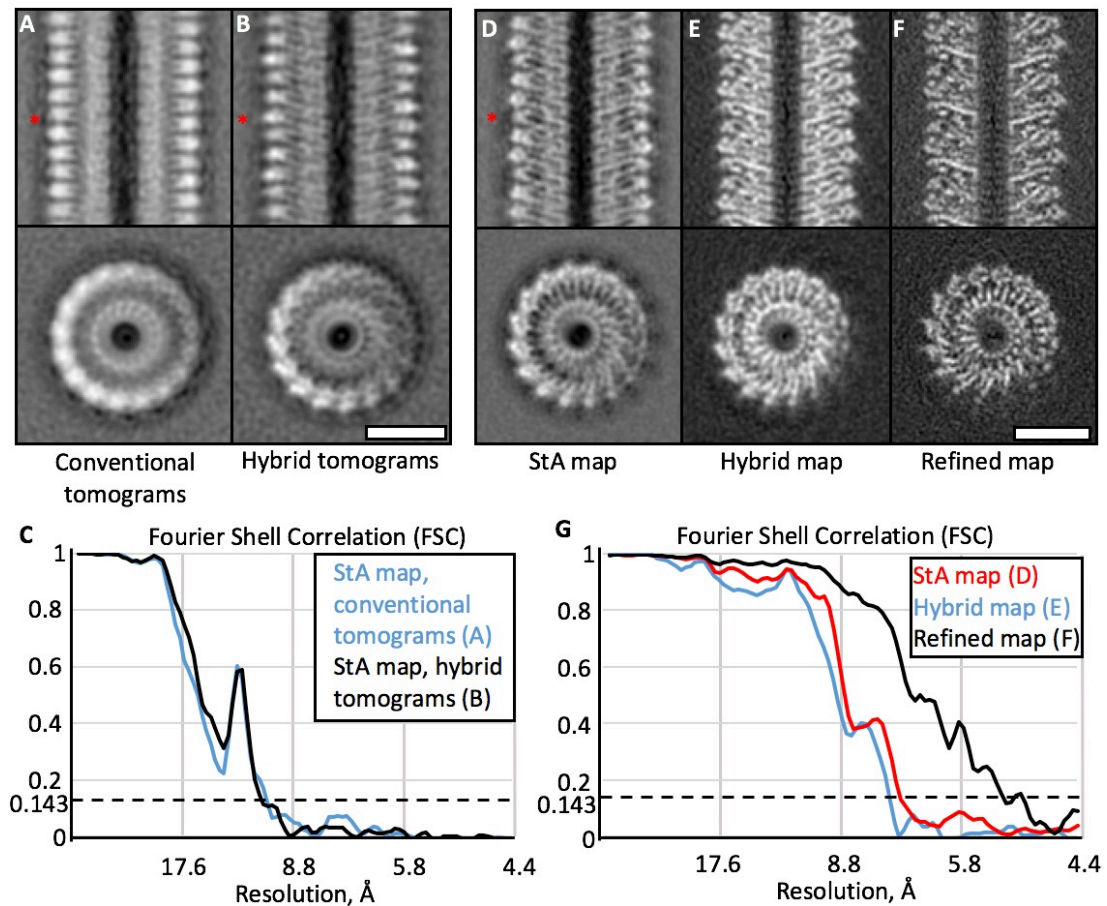 A
B
D
E
F
*
*
*
Conventional
tomograms
Hybrid tomograms
StA map
Hybrid map
Refined map
C
Fourier Shell Correlation (FSC)
1
0.8
0.6
0.4
0.2
0.143
0
StA map,
conventional
tomograms (A)
StA map, hybrid
tomograms (B)
17.6
8.8
5.8
4.4
Resolution, Å
G
Fourier Shell Correlation (FSC)
1
0.8
0.6
0.4
0.2
0.143
0
StA map (D)
Hybrid map (E)
Refined map (F)
17.6
8.8
5.8
4.4
Resolution, Å